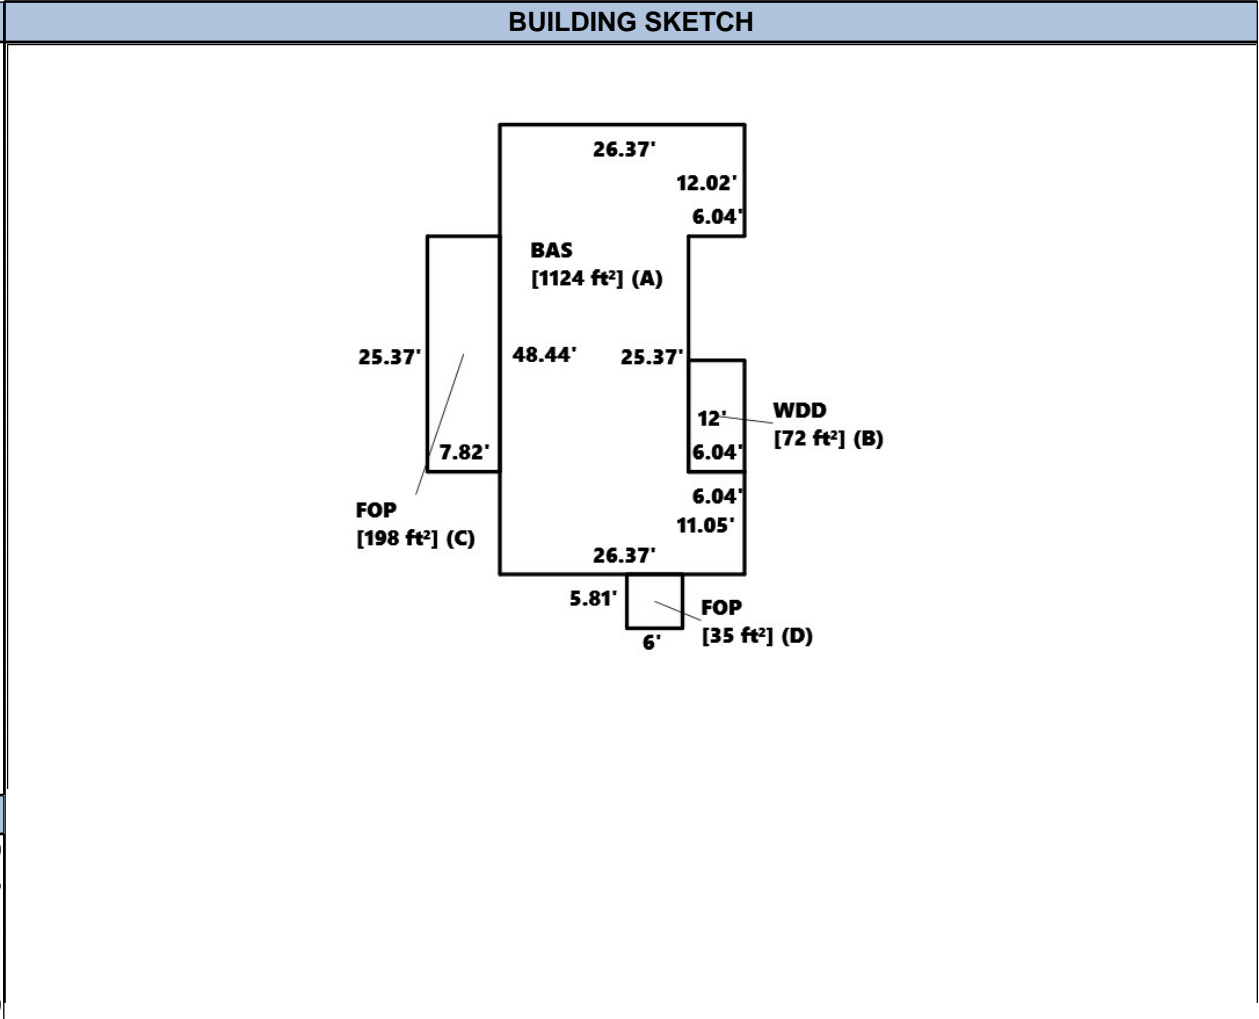 BUILDING SKETCH
26.37'
12.02'
6.04'
BAS
[1124 ft²] (A)
25.37'
48.44'
25.37'
12'
WDD
[72 ft²] (B)
7.82'
6.04'
6.04'
FOP
[198 ft²] (C)
11.05'
26.37'
5.81'
FOP
[35 ft²] (D)
6'